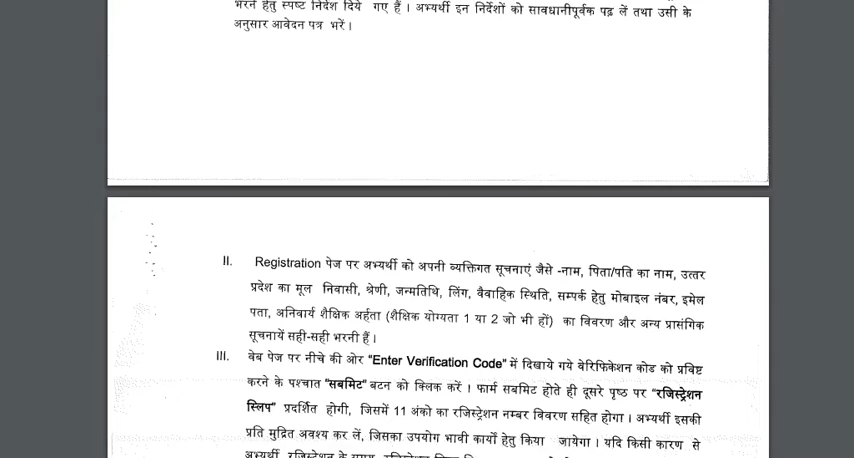 भरने हेतु स्पष्ट निर्देश दिये गए हैं। अभ्यर्थी इन निर्देशों को सावधानीपूर्वक पढ़ लें तथा उसी के
अनुसार आवेदन पत्र भरें।
II. Registration पेज पर अभ्यर्थी को अपनी व्यक्तिगत सूचनाएं जैसे -नाम, पिता/पति का नाम, उत्तर
प्रदेश का मूल निवासी, श्रेणी, जन्मतिथि, लिंग, वैवाहिक स्थिति, सम्पर्क हेतु मोबाइल नंबर, इमेल
पता, अनिवार्य शैक्षिक अर्हता (शैक्षिक योग्यता 1 या 2 जो भी हों) का विवरण और अन्य प्रासंगिक
सूचनायें सही-सही भरनी हैं।
III. वेब पेज पर नीचे की ओर "Enter Verification Code" में दिखाये गये वेरिफिकेशन कोड को प्रविष्ट
करने के पश्चात "सबमिट" बटन को क्लिक करें। फार्म सबमिट होते ही दूसरे पृष्ठ पर "रजिस्ट्रेशन
स्लिप" प्रदर्शित होगी, जिसमें 11 अंको का रजिस्ट्रेशन नम्बर विवरण सहित होगा। अभ्यर्थी इसकी
प्रति मुद्रित अवश्य कर लें, जिसका उपयोग भावी कार्यो हेतु किया जायेगा। यदि किसी कारण से
अभ्यर्थी रजिस्ट्रेशन के